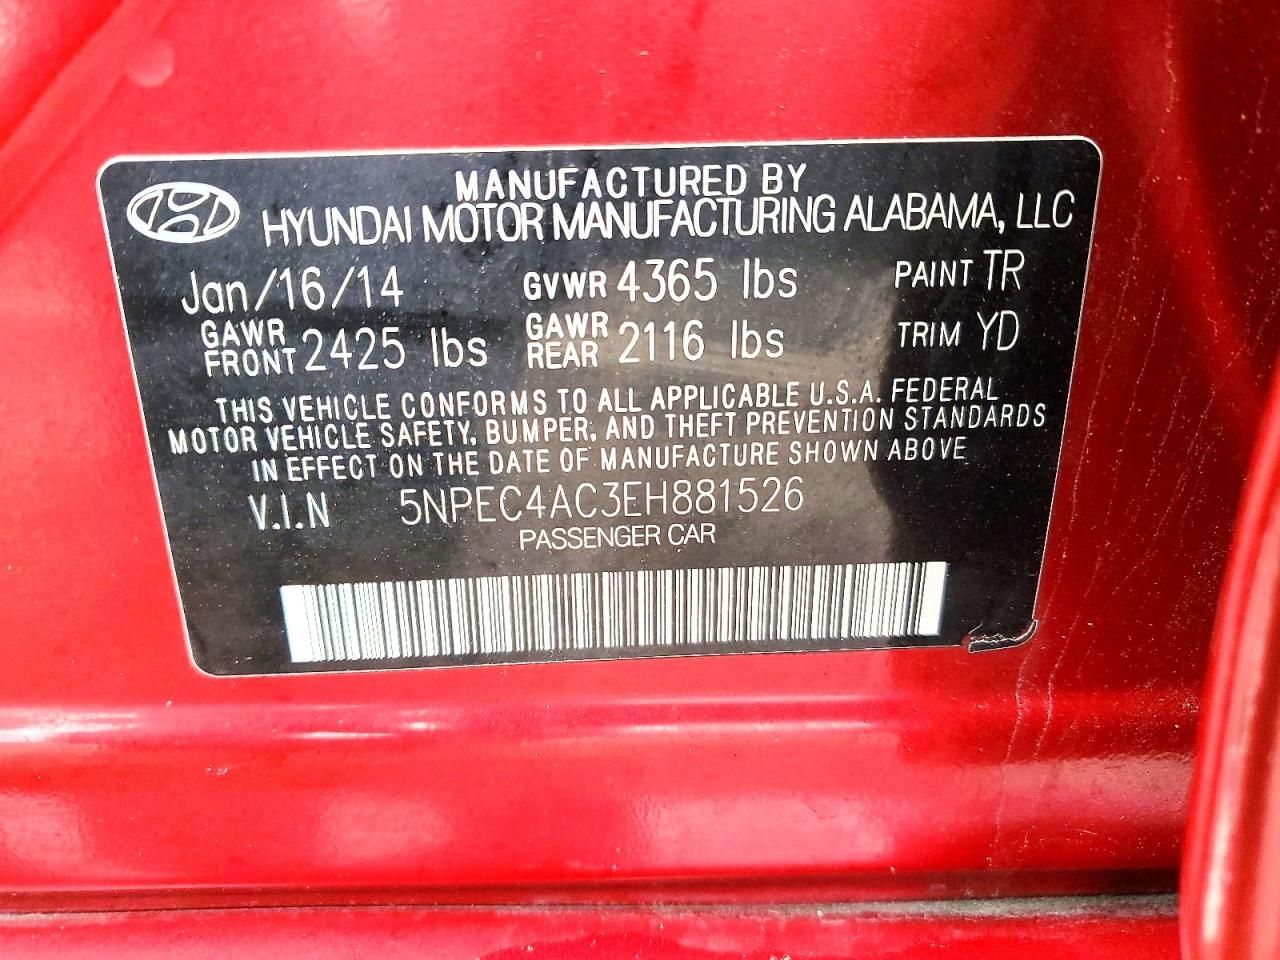 MANUFACTURED BY
HYUNDAI MOTOR MANUFACTURING ALABAMA, LLC
Jan/16/14 GVWR 4365 lbs PAINT TR
GAWR FRONT 2425 lbs GAWR REAR 2116 lbs TRIM YD
THIS VEHICLE CONFORMS TO ALL APPLICABLE U.S.A. FEDERAL
MOTOR VEHICLE SAFETY, BUMPER, AND THEFT PREVENTION STANDARDS
IN EFFECT ON THE DATE OF MANUFACTURE SHOWN ABOVE
V.I.N 5NPEC4AC3EH881526
PASSENGER CAR